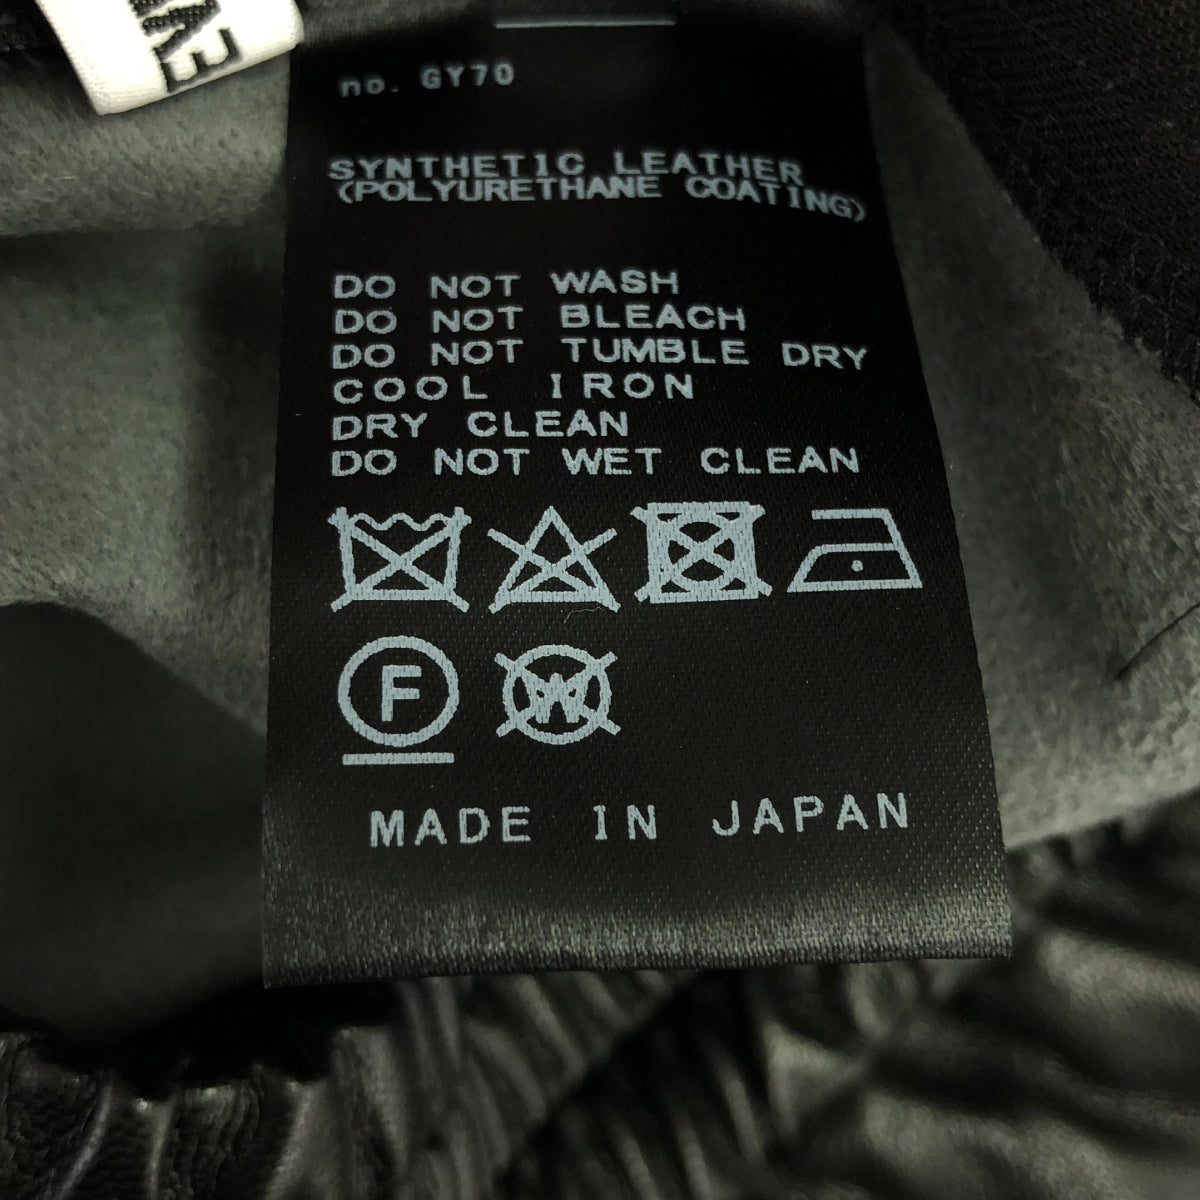 no. GY70
SYNTHETIC LEATHER
(POLYURETHANE COATING)
DO NOT WASH
DO NOT BLEACH
DO NOT TUMBLE DRY
COOL IRON
DRY CLEAN
DO NOT WET CLEAN
F W
MADE IN JAPAN